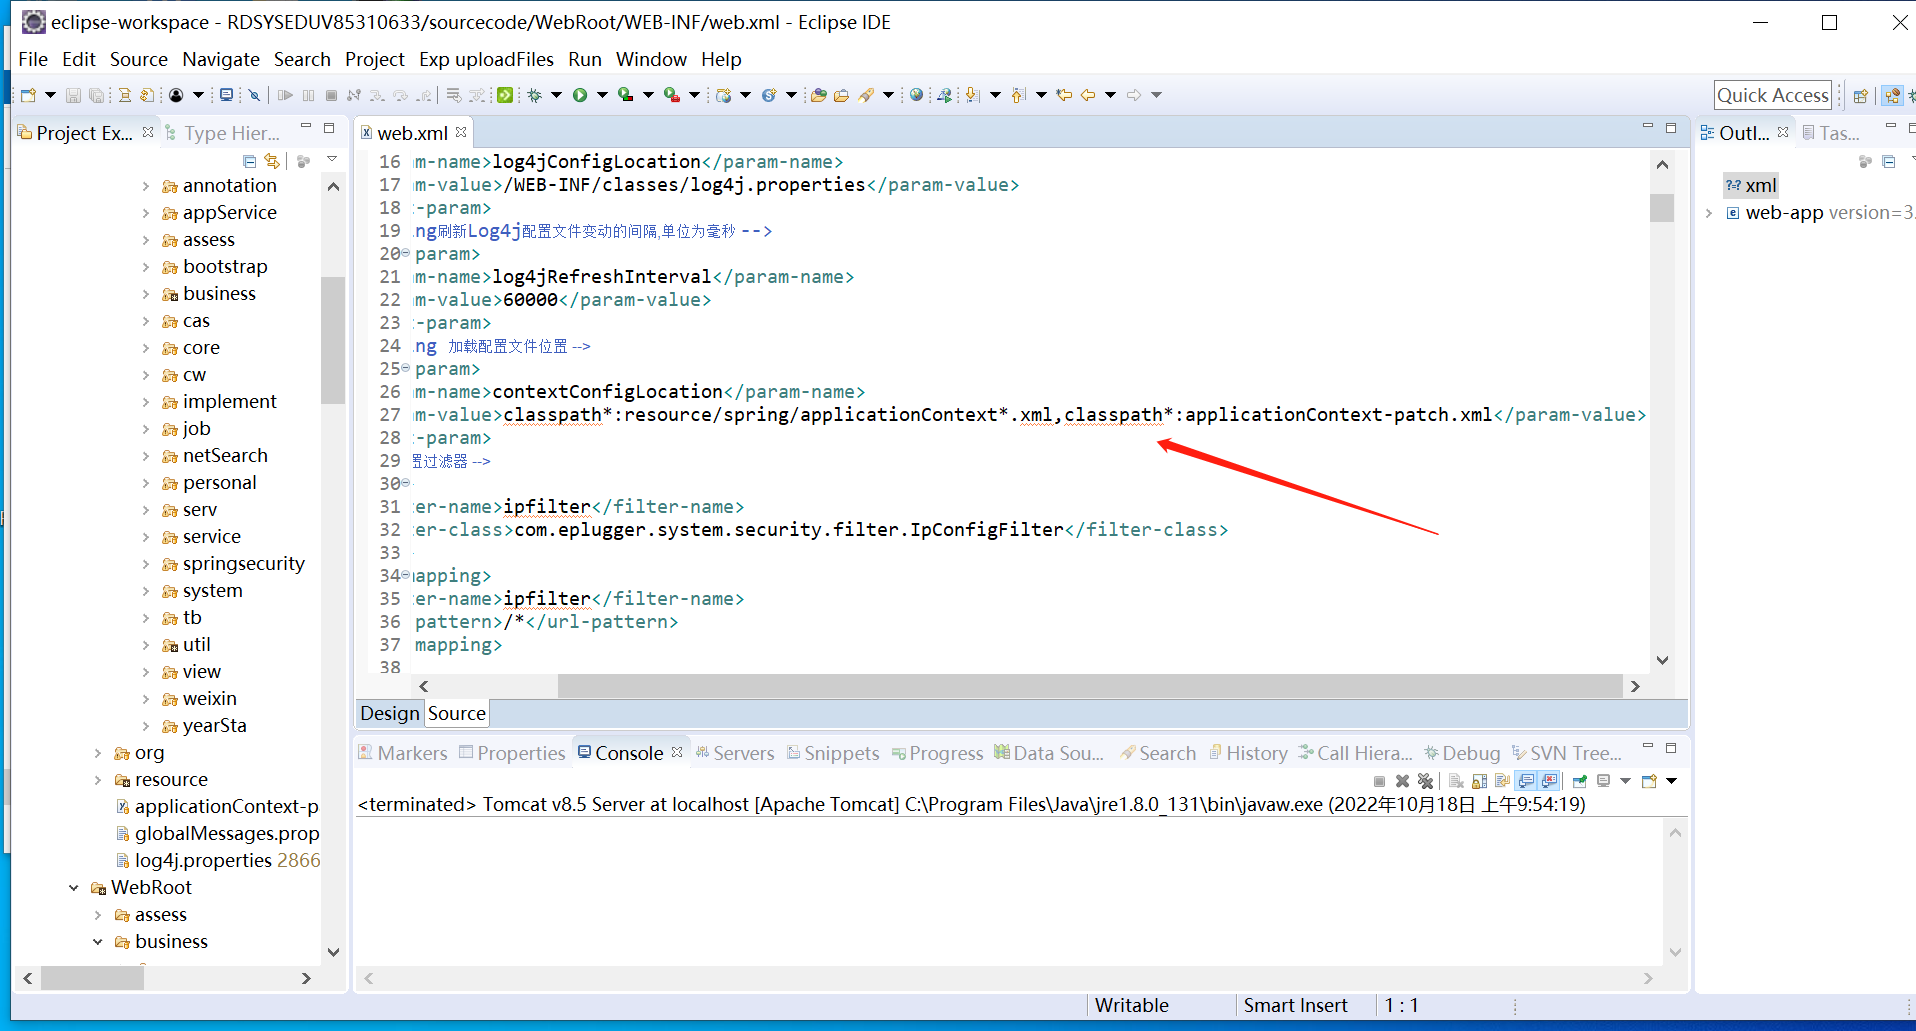 eclipse-workspace - RDSYSEDUV85310633/sourcecode/WebRoot/WEB-INF/web.xml - Eclipse IDE
File Edit Source Navigate Search Project Exp uploadFiles Run Window Help
Quick Access
Project Ex...
Type Hier...
annotation
appService
assess
bootstrap
business
cas
core
cw
implement
job
netSearch
personal
serv
service
springsecurity
system
tb
util
view
weixin
yearSta
org
resource
applicationContext-p
globalMessages.prop
log4j.properties 2866
WebRoot
assess
business
web.xml
16 m-name>log4jConfigLocation</param-name>
17 m-value>/WEB-INF/classes/log4j.properties</param-value>
18 -param>
19 ng刷新Log4j配置文件变动的间隔,单位为毫秒 -->
20 param>
21 m-name>log4jRefreshInterval</param-name>
22 m-value>60000</param-value>
23 -param>
24 ng 加载配置文件位置 -->
25 param>
26 m-name>contextConfigLocation</param-name>
27 m-value>classpath*:resource/spring/applicationContext*.xml,classpath*:applicationContext-patch.xml</param-value>
28 -param>
29 置过滤器 -->
30
31 er-name>ipfilter</filter-name>
32 er-class>com.eplugger.system.security.filter.IpConfigFilter</filter-class>
33
34 mapping>
35 er-name>ipfilter</filter-name>
36 pattern>/*</url-pattern>
37 mapping>
38
Design Source
Markers Properties Console Servers Snippets Progress Data Sou... Search History Call Hiera... Debug SVN Tree...
<terminated> Tomcat v8.5 Server at localhost [Apache Tomcat] C:\Program Files\Java\jre1.8.0_131\bin\javaw.exe (2022年10月18日 上午9:54:19)
Outl...
Tas...
xml
web-app version=3.
Writable
Smart Insert
1 : 1